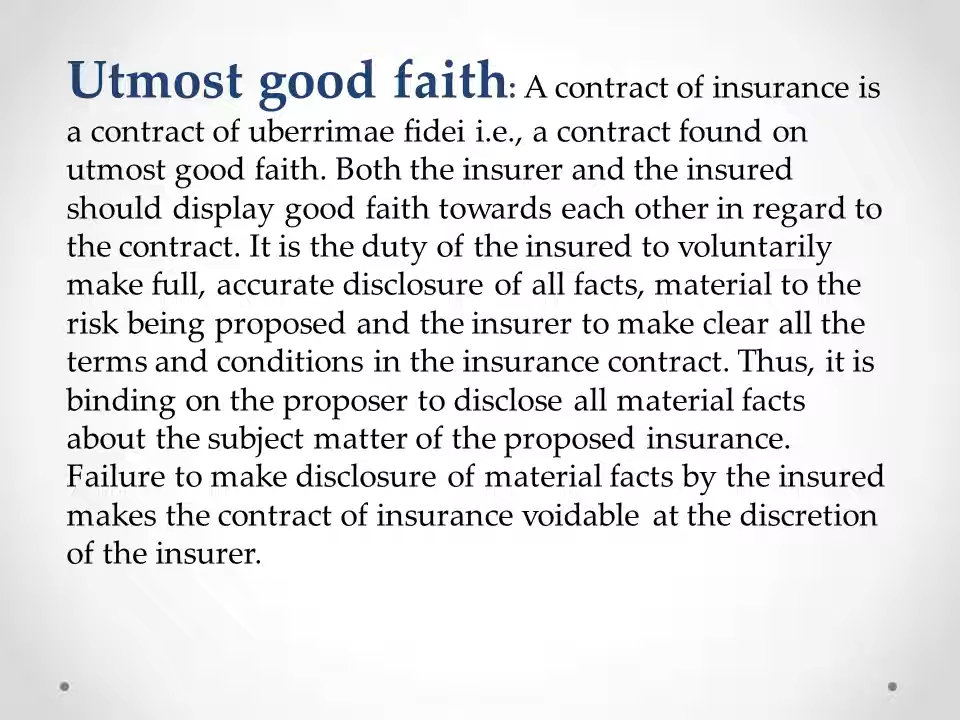 Utmost good faith: A contract of insurance is
a contract of uberrimae fidei i.e., a contract found on
utmost good faith. Both the insurer and the insured
should display good faith towards each other in regard to
the contract. It is the duty of the insured to voluntarily
make full, accurate disclosure of all facts, material to the
risk being proposed and the insurer to make clear all the
terms and conditions in the insurance contract. Thus, it is
binding on the proposer to disclose all material facts
about the subject matter of the proposed insurance.
Failure to make disclosure of material facts by the insured
makes the contract of insurance voidable at the discretion
of the insurer.